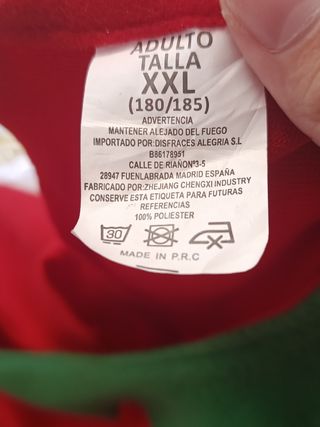 ADULTO
TALLA
XXL
(180/185)
ADVERTENCIA
MANTENER ALEJADO DEL FUEGO
IMPORTADO POR:DISFRACES ALEGRIA S.L
B86178951
CALLE DE RIAÑONº3-5
28947 FUENLABRADA MADRID ESPAÑA
FABRICADO POR:ZHEJIANG CHENGXI INDUSTRY
CONSERVE ESTA ETIQUETA PARA FUTURAS
REFERENCIAS
100% POLIESTER
30
MADE IN P.R.C